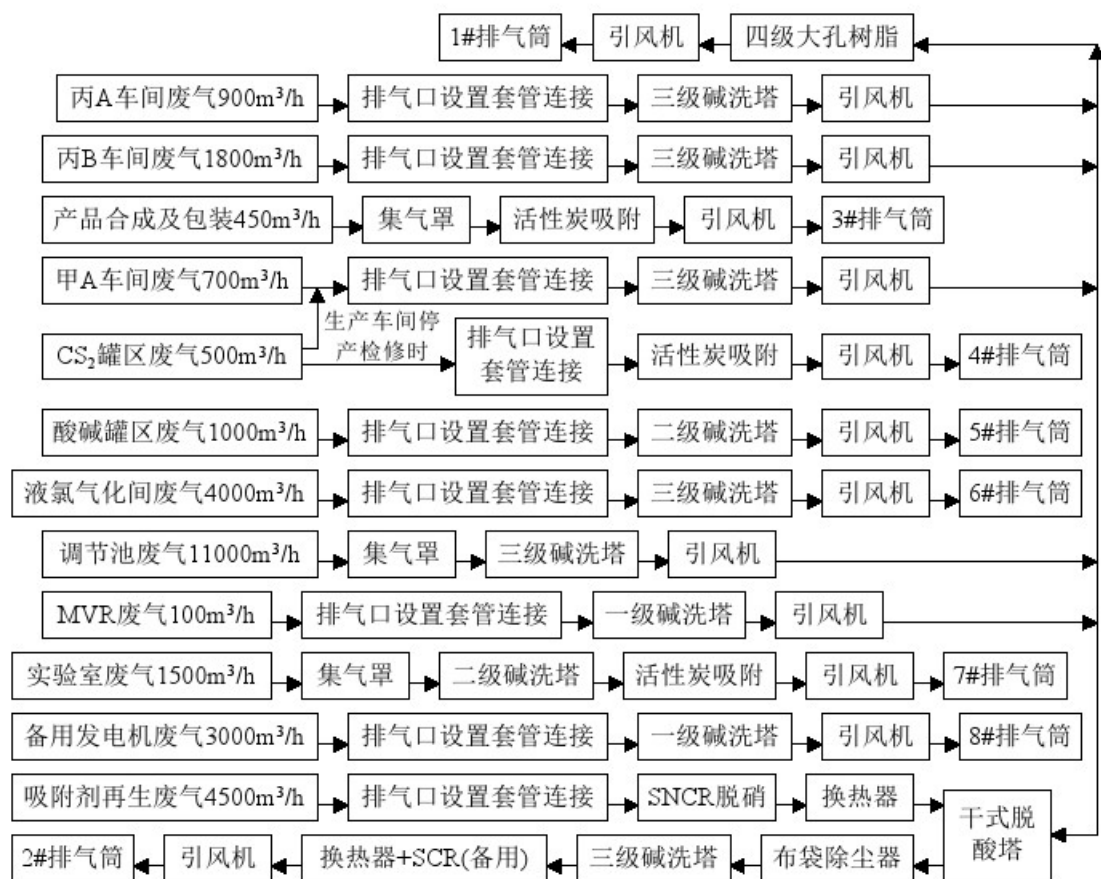 1#排气筒 引风机 四级大孔树脂
丙A车间废气900m³/h 排气口设置套管连接 三级碱洗塔 引风机
丙B车间废气1800m³/h 排气口设置套管连接 三级碱洗塔 引风机
产品合成及包装450m³/h 集气罩 活性炭吸附 引风机 3#排气筒
甲A车间废气700m³/h 排气口设置套管连接 三级碱洗塔 引风机
生产车间停
产检修时
CS₂罐区废气500m³/h
排气口设置
套管连接
活性炭吸附 引风机 4#排气筒
酸碱罐区废气1000m³/h 排气口设置套管连接 二级碱洗塔 引风机 5#排气筒
液氯气化间废气4000m³/h 排气口设置套管连接 三级碱洗塔 引风机 6#排气筒
调节池废气11000m³/h 集气罩 三级碱洗塔 引风机
MVR废气100m³/h 排气口设置套管连接 一级碱洗塔 引风机
实验室废气1500m³/h 集气罩 二级碱洗塔 活性炭吸附 引风机 7#排气筒
备用发电机废气3000m³/h 排气口设置套管连接 一级碱洗塔 引风机 8#排气筒
吸附剂再生废气4500m³/h 排气口设置套管连接 SNCR脱硝 换热器
干式脱
酸塔
2#排气筒 引风机 换热器+SCR(备用) 三级碱洗塔 布袋除尘器